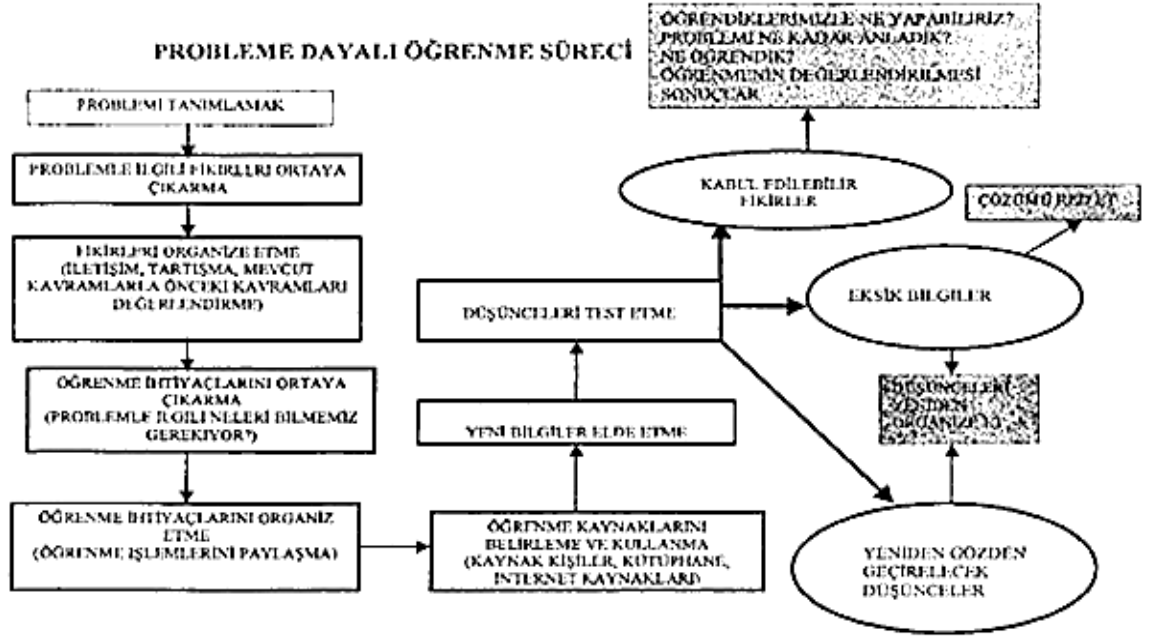 PROBLEME DAYALI ÖĞRENME SÜRECİ
PROBLEMİ TANIMLAMAK
PROBLEMLE İLGİLİ FİKİRLERİ ORTAYA
ÇIKARMA
FİKİRLERİ ORGANİZE ETME
(İLETİŞİM, TARTIŞMA, MEVCUT
KAVRAMLARLA ÖNCEKİ KAVRAMLARI
DEĞERLENDİRME)
ÖĞRENME İHTİYAÇLARINI ORTAYA
ÇIKARMA
(PROBLEMLE İLGİLİ NELERİ BİLMEMİZ
GEREKİYOR?)
ÖĞRENME İHTİYAÇLARINI ORGANİZ
ETME
(ÖĞRENME İŞLEMLERİNİ PAYLAŞMA)
ÖĞRENME KAYNAKLARINI
BELİRLEME VE KULLANMA
(KAYNAK KİŞİLER, KÜTÜPHANE,
İNTERNET KAYNAKLARI)
YENİ BİLGİLER ELDE ETME
DÜŞÜNCELERİ TEST ETME
KABUL EDİLEBİLİR
FİKİRLER
ÖĞRENDİKLERİMİZLE NE YAPABİLİRİZ?
PROBLEMİ NE KADAR ANLADIK?
NE ÖĞRENDİK?
ÖĞRENMENİN DEĞERLENDİRİLMESİ
SONUÇLAR
EKSİK BİLGİLER
ÇÖZÜMÜ
DÜŞÜNCELERİ
YENİDEN
ORGANİZE
YENİDEN GÖZDEN
GEÇİRELECEK
DÜŞÜNCELER